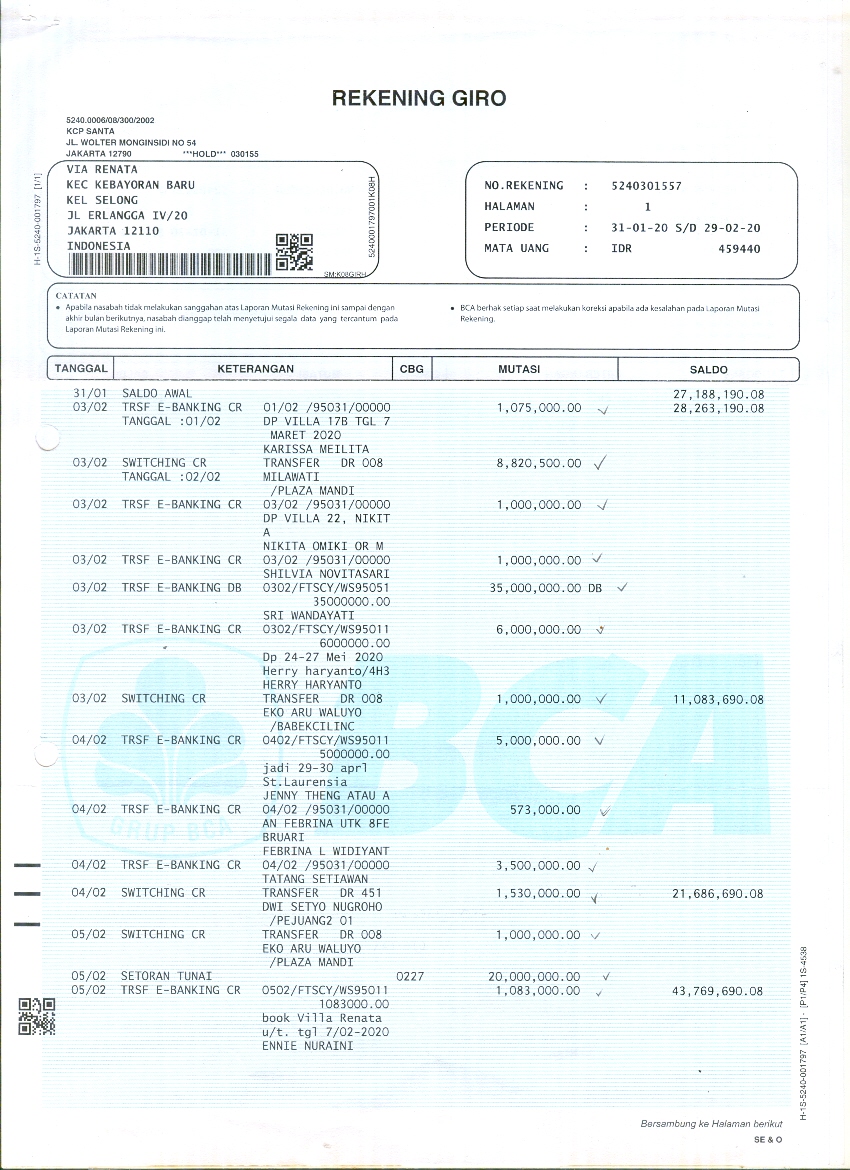 REKENING GIRO
5240.0006/08/300/2002
KCP SANTA
JL. WOLTER MONGINSIDI NO 54
JAKARTA 12790 ***HOLD*** 030155
VIA RENATA
KEC KEBAYORAN BARU
KEL SELONG
JL ERLANGGA IV/20
JAKARTA 12110
INDONESIA
SM:K08GIRH
5240001797001K08H
H-1S-5240-001797 [1/1]
NO.REKENING : 5240301557
HALAMAN : 1
PERIODE : 31-01-20 S/D 29-02-20
MATA UANG : IDR 459440
CATATAN
• Apabila nasabah tidak melakukan sanggahan atas Laporan Mutasi Rekening ini sampai dengan
akhir bulan berikutnya, nasabah dianggap telah menyetujui segala data yang tercantum pada
Laporan Mutasi Rekening ini.
• BCA berhak setiap saat melakukan koreksi apabila ada kesalahan pada Laporan Mutasi
Rekening.
TANGGAL KETERANGAN CBG MUTASI SALDO
31/01 SALDO AWAL 27,188,190.08
03/02 TRSF E-BANKING CR 01/02 /95031/00000 1,075,000.00 28,263,190.08
TANGGAL :01/02 DP VILLA 17B TGL 7
MARET 2020
KARISSA MEILITA
03/02 SWITCHING CR TRANSFER DR 008 8,820,500.00
TANGGAL :02/02 MILAWATI
/PLAZA MANDI
03/02 TRSF E-BANKING CR 03/02 /95031/00000 1,000,000.00
DP VILLA 22, NIKIT
A
NIKITA OMIKI OR M
03/02 TRSF E-BANKING CR 03/02 /95031/00000 1,000,000.00
SHILVIA NOVITASARI
03/02 TRSF E-BANKING DB 0302/FTSCY/WS95051 35,000,000.00 DB
35000000.00
SRI WANDAYATI
03/02 TRSF E-BANKING CR 0302/FTSCY/WS95011 6,000,000.00
6000000.00
Dp 24-27 Mei 2020
Herry haryanto/4H3
HERRY HARYANTO
03/02 SWITCHING CR TRANSFER DR 008 1,000,000.00 11,083,690.08
EKO ARU WALUYO
/BABEKCILINC
04/02 TRSF E-BANKING CR 0402/FTSCY/WS95011 5,000,000.00
5000000.00
jadi 29-30 aprl
St.Laurensia
JENNY THENG ATAU A
04/02 TRSF E-BANKING CR 04/02 /95031/00000 573,000.00
AN FEBRINA UTK 8FE
BRUARI
FEBRINA L WIDIYANT
04/02 TRSF E-BANKING CR 04/02 /95031/00000 3,500,000.00
TATANG SETIAWAN
04/02 SWITCHING CR TRANSFER DR 451 1,530,000.00 21,686,690.08
DWI SETYO NUGROHO
/PEJUANG2 01
05/02 SWITCHING CR TRANSFER DR 008 1,000,000.00
EKO ARU WALUYO
/PLAZA MANDI
05/02 SETORAN TUNAI 0227 20,000,000.00
05/02 TRSF E-BANKING CR 0502/FTSCY/WS95011 1,083,000.00 43,769,690.08
1083000.00
book Villa Renata
u/t. tgl 7/02-2020
ENNIE NURAINI
BCA
GRUP BCA
H-1S-5240-001797 [A1/A1] - [P1/P4] 1S-4538
Bersambung ke Halaman berikut
SE & O